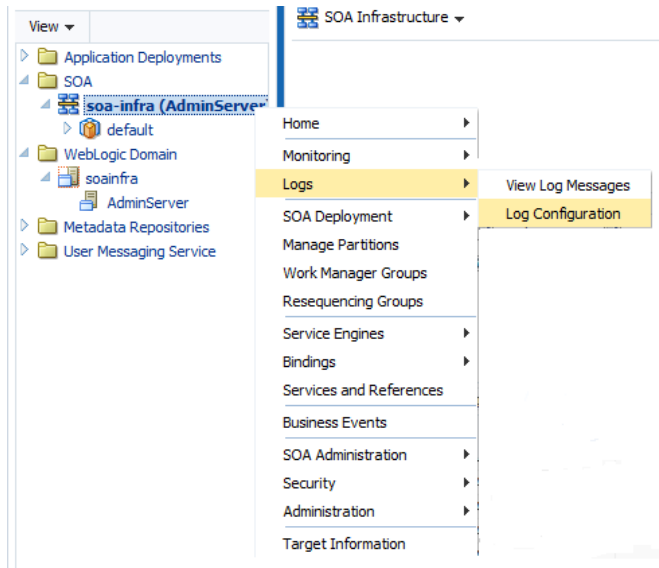 View
SOA Infrastructure
Application Deployments
SOA
soa-infra (AdminServer)
default
WebLogic Domain
soainfra
AdminServer
Metadata Repositories
User Messaging Service
Home
Monitoring
Logs
SOA Deployment
Manage Partitions
Work Manager Groups
Resequencing Groups
Service Engines
Bindings
Services and References
Business Events
SOA Administration
Security
Administration
Target Information
View Log Messages
Log Configuration